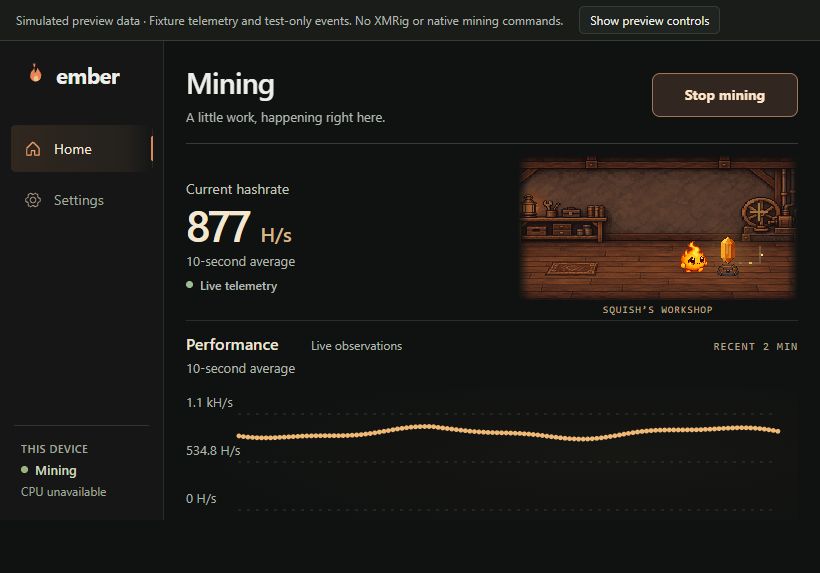 Simulated preview data · Fixture telemetry and test-only events. No XMRig or native mining commands.
Show preview controls
ember
Home
Settings
THIS DEVICE
Mining
CPU unavailable
Mining
A little work, happening right here.
Stop mining
Current hashrate
877 H/s
10-second average
Live telemetry
SQUISH'S WORKSHOP
Performance
Live observations
RECENT 2 MIN
10-second average
1.1 kH/s
534.8 H/s
0 H/s